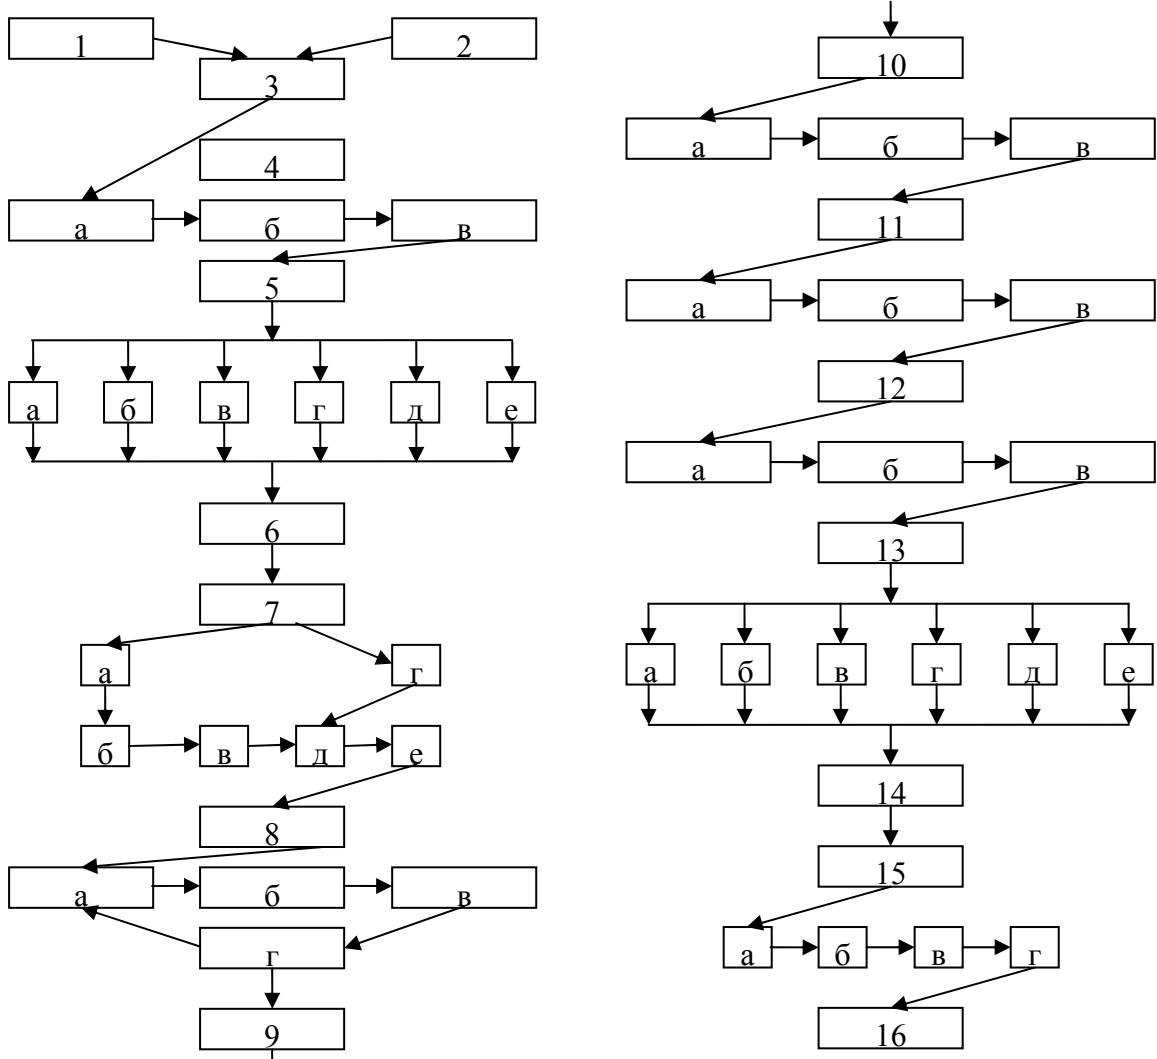 1 2
3
4
а б в
5
а б в г д е
6
7
а г
б в д е
8
а б в
г
9
10
а б в
11
а б в
12
а б в
13
а б в г д е
14
15
а б в г
16